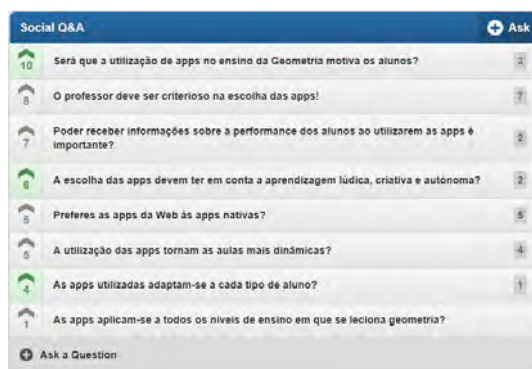 Social Q&A
Ask
10 Será que a utilização de apps no ensino da Geometria motiva os alunos? 3
8 O professor deve ser criterioso na escolha das apps! 7
7 Poder receber informações sobre a performance dos alunos ao utilizarem as apps é
importante? 2
6 A escolha das apps devem ter em conta a aprendizagem lúdica, criativa e autónoma? 2
5 Preferes as apps da Web às apps nativas? 5
5 A utilização das apps tornam as aulas mais dinâmicas? 4
4 As apps utilizadas adaptam-se a cada tipo de aluno? 1
1 As apps aplicam-se a todos os níveis de ensino em que se leciona geometria?
Ask a Question